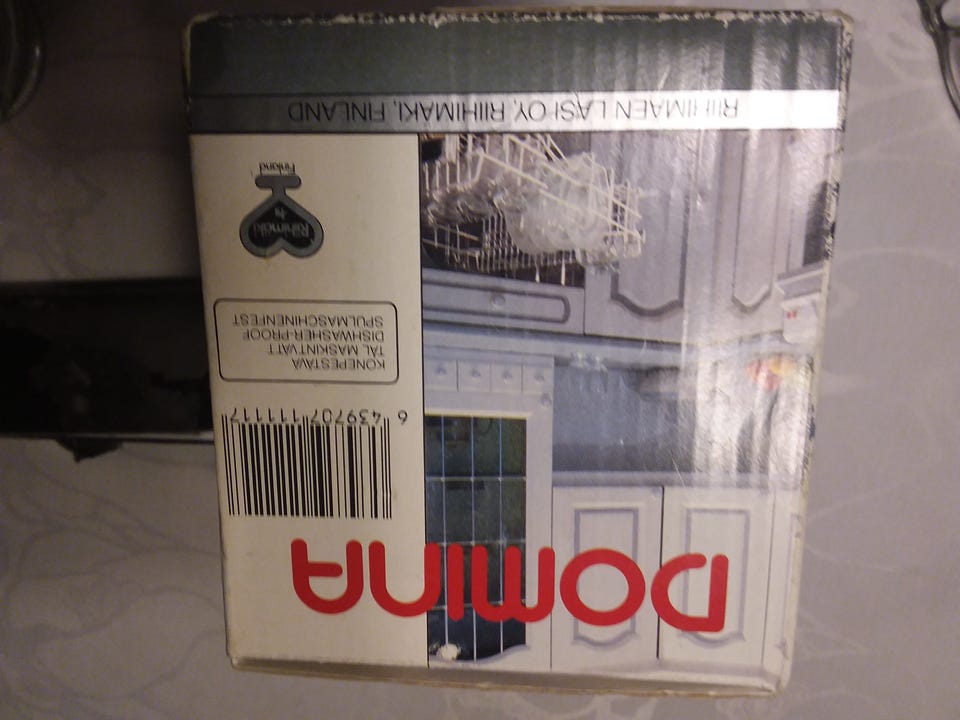 DOMINA
6 439707 111117
KONEPESTÄVÄ
TÅL MASKINTVÄTT
DISHWASHER-PROOF
SPÜLMASCHINENFEST
Riihimäki
Finland
RIIHIMÄEN LASI OY, RIIHIMÄKI, FINLAND